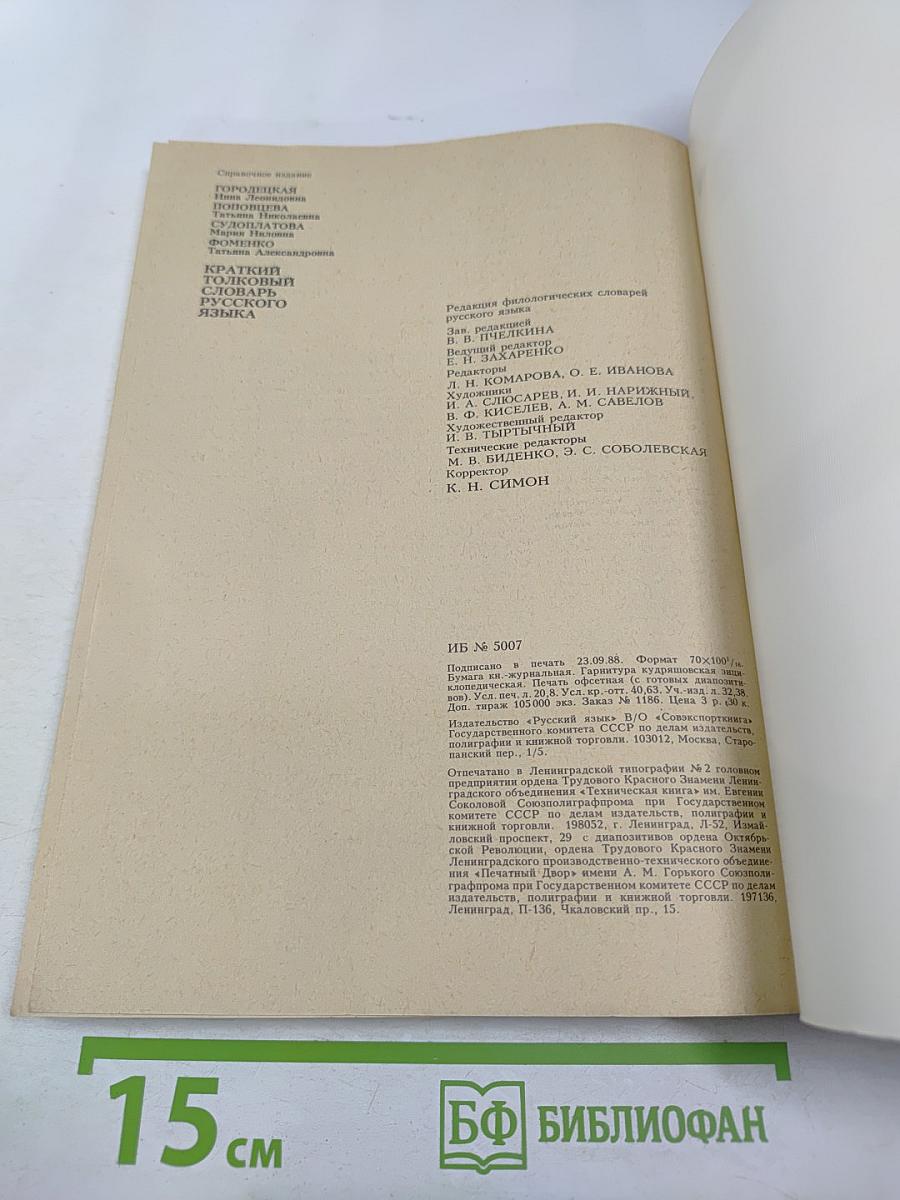 Справочное издание
ГОРОДЕЦКАЯ
Инна Леонидовна
ПОПОВЦЕВА
Татьяна Николаевна
СУДОПЛАТОВА
Мария Ниловна
ФОМЕНКО
Татьяна Александровна
КРАТКИЙ
ТОЛКОВЫЙ
СЛОВАРЬ
РУССКОГО
ЯЗЫКА
Редакция филологических словарей
русского языка
Зав. редакцией
В. В. ПЧЕЛКИНА
Ведущий редактор
Е. Н. ЗАХАРЕНКО
Редакторы
Л. Н. КОМАРОВА, О. Е. ИВАНОВА
Художники
И. А. СЛЮСАРЕВ, И. И. НАРИЖНЫЙ,
В. Ф. КИСЕЛЕВ, А. М. САВЕЛОВ
Художественный редактор
И. В. ТЫРТЫЧНЫЙ
Технические редакторы
М. В. БИДЕНКО, Э. С. СОБОЛЕВСКАЯ
Корректор
К. Н. СИМОН
ИБ № 5007
Подписано в печать 23.09.88. Формат 70×100¹/₁₆.
Бумага кн.-журнальная. Гарнитура кудряшовская энци-
клопедическая. Печать офсетная (с готовых диапозити-
вов). Усл. печ. л. 20,8. Усл. кр.-отт. 40,63. Уч.-изд. л. 32,38.
Доп. тираж 105000 экз. Заказ № 1186. Цена 3 р. 30 к.
Издательство «Русский язык» В/О «Совэкспорткнига»
Государственного комитета СССР по делам издательств,
полиграфии и книжной торговли. 103012, Москва, Старо-
панский пер., 1/5.
Отпечатано в Ленинградской типографии № 2 головном
предприятии ордена Трудового Красного Знамени Ленин-
градского объединения «Техническая книга» им. Евгении
Соколовой Союзполиграфпрома при Государственном
комитете СССР по делам издательств, полиграфии и
книжной торговли. 198052, г. Ленинград, Л-52, Измай-
ловский проспект, 29 с диапозитивов ордена Октябрь-
ской Революции, ордена Трудового Красного Знамени
Ленинградского производственно-технического объедине-
ния «Печатный Двор» имени А. М. Горького Союзполи-
графпрома при Государственном комитете СССР по делам
издательств, полиграфии и книжной торговли. 197136,
Ленинград, П-136, Чкаловский пр., 15.
15 см
БФ БИБЛИОФАН